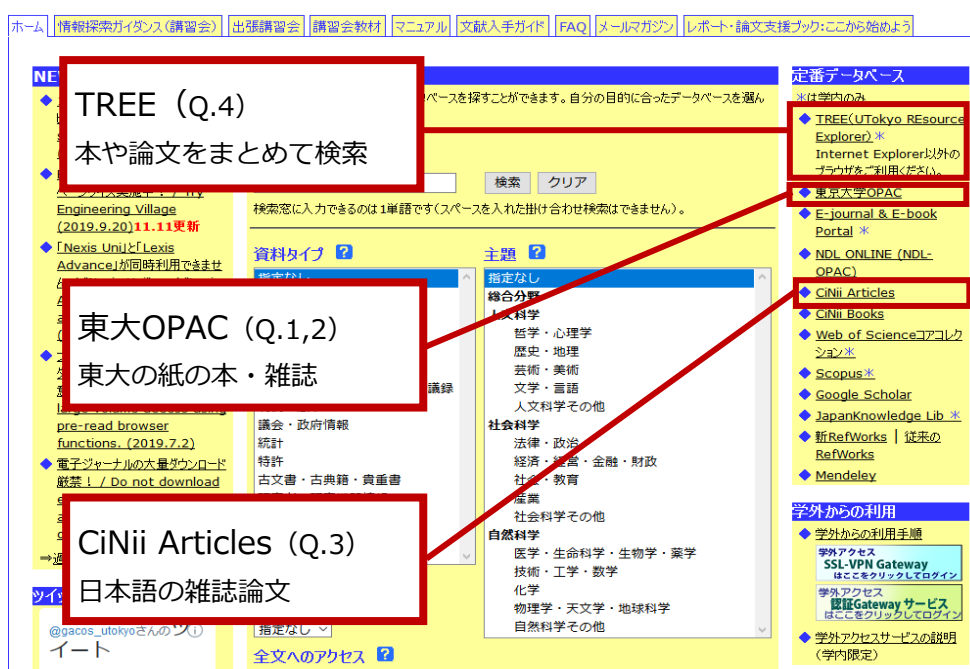 ホーム 情報探索ガイダンス（講習会） 出張講習会 講習会教材 マニュアル 文献入手ガイド FAQ メールマガジン レポート・論文支援ブック:ここから始めよう
TREE（Q.4）
本や論文をまとめて検索
ベースを探すことができます。自分の目的に合ったデータベースを選ん
検索 クリア
検索窓に入力できるのは1単語です(スペースを入れた掛け合わせ検索はできません)。
Engineering Village
(2019.9.20)11.11更新
「Nexis Uni」と「Lexis
Advance」が同時利用できませ
東大OPAC（Q.1,2）
東大の紙の本・雑誌
pre-read browser
functions. (2019.7.2)
電子ジャーナルの大量ダウンロード
厳禁！ / Do not download
CiNii Articles（Q.3）
日本語の雑誌論文
@gacos_utokyoさんのツ
イート
資料タイプ ?
指定なし
議録
議会・政府情報
統計
特許
古文書・古典籍・貴重書
指定なし
全文へのアクセス ?
主題 ?
指定なし
総合分野
人文科学
哲学・心理学
歴史・地理
芸術・美術
文学・言語
人文科学その他
社会科学
法律・政治
経済・経営・金融・財政
社会・教育
産業
社会科学その他
自然科学
医学・生命科学・生物学・薬学
技術・工学・数学
化学
物理学・天文学・地球科学
自然科学その他
定番データベース
※は学内のみ
TREE(UTokyo REsource
Explorer) ※
Internet Explorer以外の
ブラウザをご利用ください。
東京大学OPAC
E-journal & E-book
Portal ※
NDL ONLINE (NDL-
OPAC)
CiNii Articles
CiNii Books
Web of Scienceコアコレク
ション※
Scopus※
Google Scholar
JapanKnowledge Lib ※
新RefWorks | 従来の
RefWorks
Mendeley
学外からの利用
学外からの利用手順
学外アクセス
SSL-VPN Gateway
はここをクリックしてログイン
学外アクセス
認証Gateway サービス
はここをクリックしてログイン
学外アクセスサービスの説明
(学内限定)